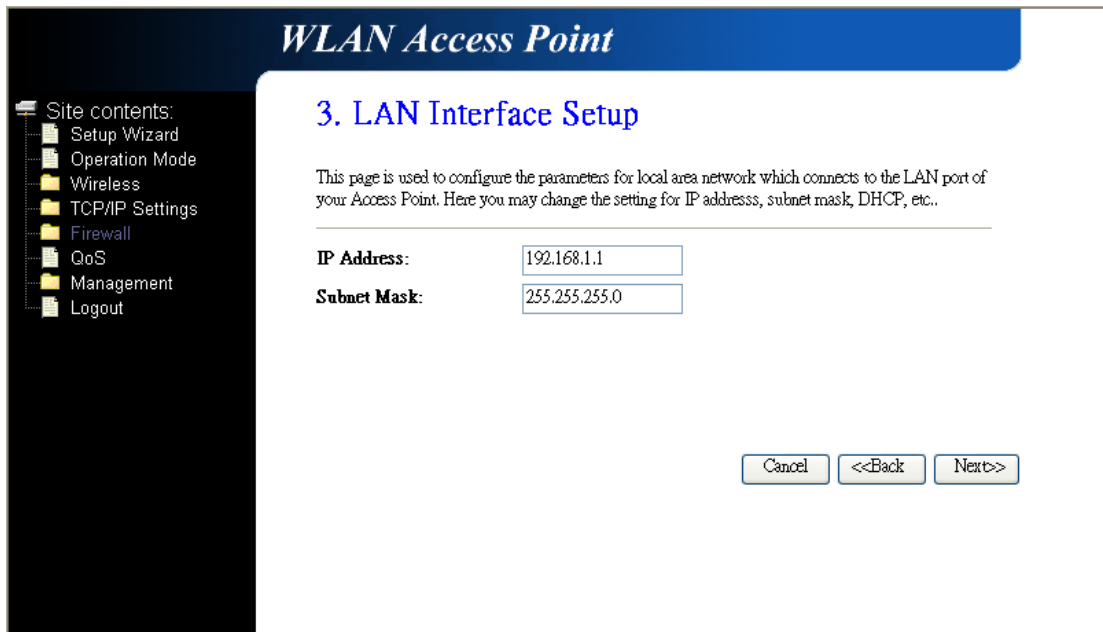 WLAN Access Point
Site contents:
Setup Wizard
Operation Mode
Wireless
TCP/IP Settings
Firewall
QoS
Management
Logout
3. LAN Interface Setup
This page is used to configure the parameters for local area network which connects to the LAN port of
your Access Point. Here you may change the setting for IP addresss, subnet mask, DHCP, etc..
IP Address: 192.168.1.1
Subnet Mask: 255.255.255.0
Cancel <<Back Next>>